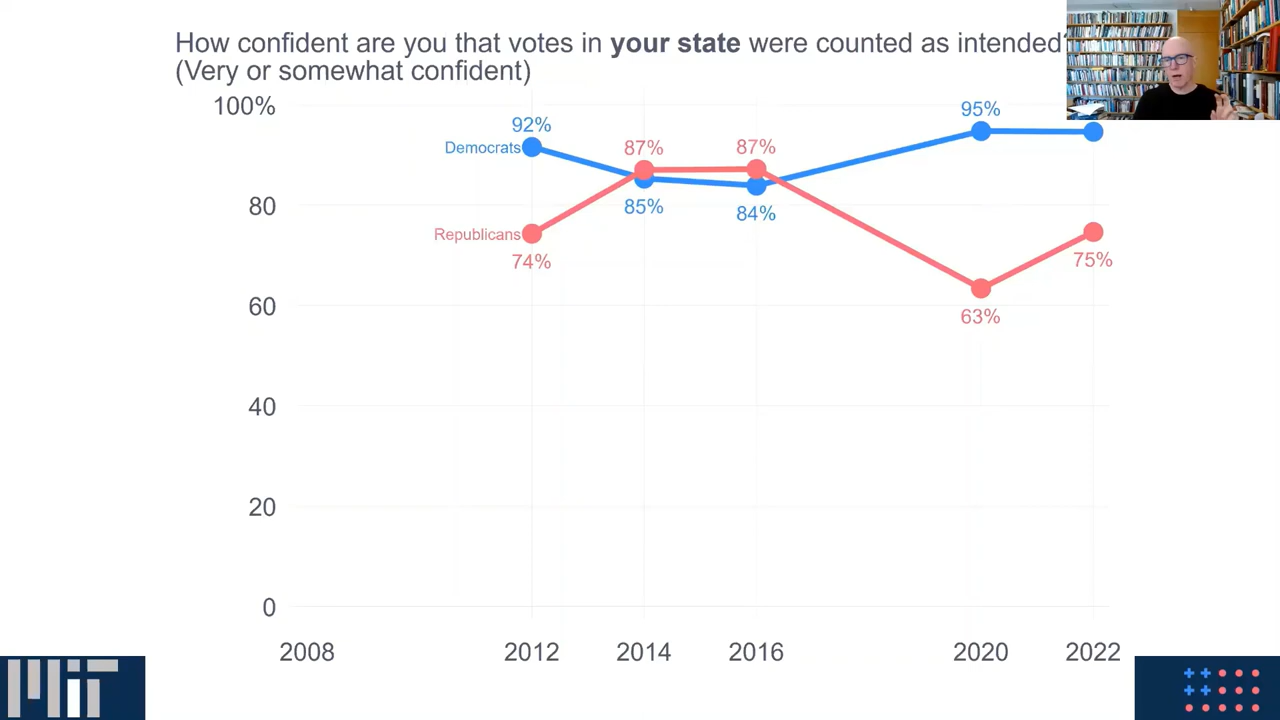 How confident are you that votes in your state were counted as intended
(Very or somewhat confident)
100%
80
60
40
20
0
92%
Democrats
87%
87%
95%
85%
84%
Republicans
74%
63%
75%
2008 2012 2014 2016 2020 2022
MIT